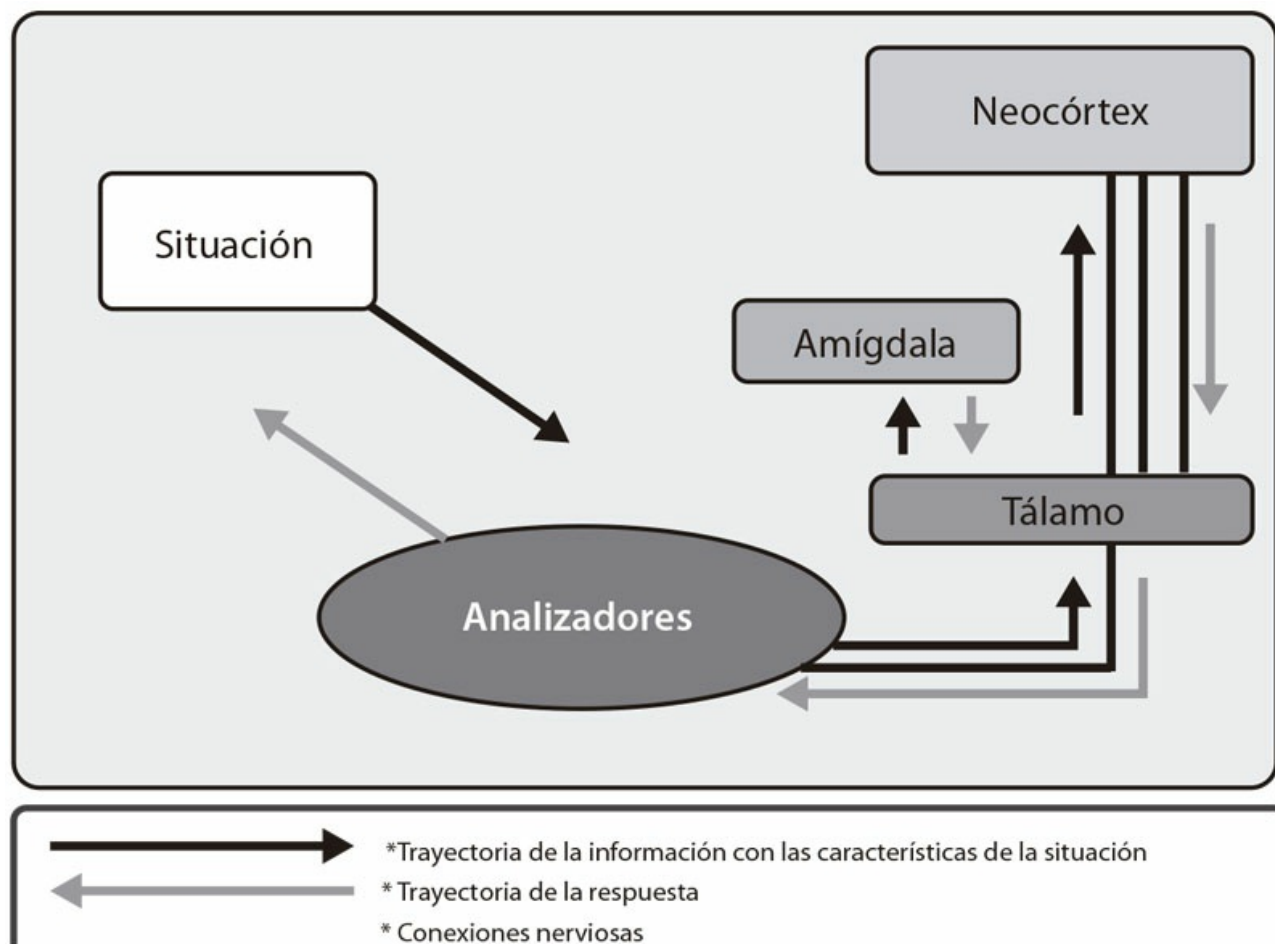 Neocórtex
Situación
Amígdala
Tálamo
Analizadores
*Trayectoria de la información con las características de la situación
* Trayectoria de la respuesta
* Conexiones nerviosas